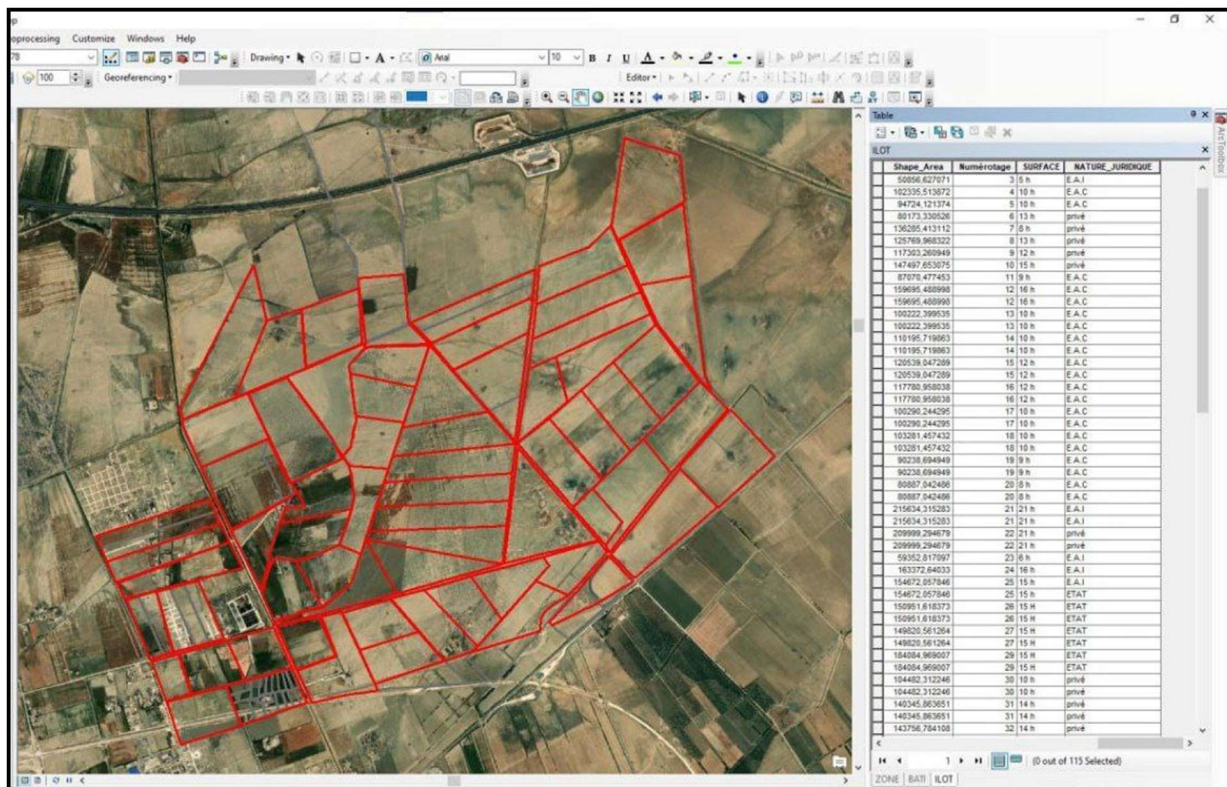 oprocessing Customize Windows Help
Drawing
Arial
10
B I U A
100
Georeferencing
Editor
Table
ArcToolbox
ILOT
Shape_Area Numérotage SURFACE NATURE_JURIDIQUE
50856,627071 3 5 h E.A.I
102335,513872 4 10 h E.A.C
94724,121374 5 10 h E.A.C
80173,330526 6 13 h privé
136285,413112 7 8 h privé
125769,968322 8 13 h privé
117303,260949 9 12 h privé
147497,653075 10 15 h privé
87070,477453 11 9 h E.A.C
159695,488998 12 16 h E.A.C
159695,488998 12 16 h E.A.C
100222,399535 13 10 h E.A.C
100222,399535 13 10 h E.A.C
110195,719863 14 10 h E.A.C
110195,719863 14 10 h E.A.C
120539,047289 15 12 h E.A.C
120539,047289 15 12 h E.A.C
117780,958038 16 12 h E.A.C
117780,958038 16 12 h E.A.C
100290,244295 17 10 h E.A.C
100290,244295 17 10 h E.A.C
103281,457432 18 10 h E.A.C
103281,457432 18 10 h E.A.C
90238,694949 19 9 h E.A.C
90238,694949 19 9 h E.A.C
80887,042486 20 8 h E.A.C
80887,042486 20 8 h E.A.C
215634,315283 21 21 h E.A.I
215634,315283 21 21 h E.A.I
209999,294679 22 21 h privé
209999,294679 22 21 h privé
59352,817097 23 6 h E.A.I
163372,64033 24 16 h E.A.I
154672,057846 25 15 h E.A.I
154672,057846 25 15 h ETAT
150951,618373 26 15 H ETAT
150951,618373 26 15 H ETAT
149820,561264 27 15 H ETAT
149820,561264 27 15 H ETAT
184084,969007 29 15 H ETAT
184084,969007 29 15 H ETAT
104482,312246 30 10 h privé
104482,312246 30 10 h privé
140345,863651 31 14 h privé
140345,863651 31 14 h privé
143756,784108 32 14 h privé
1 (0 out of 115 Selected)
ZONE BATI ILOT